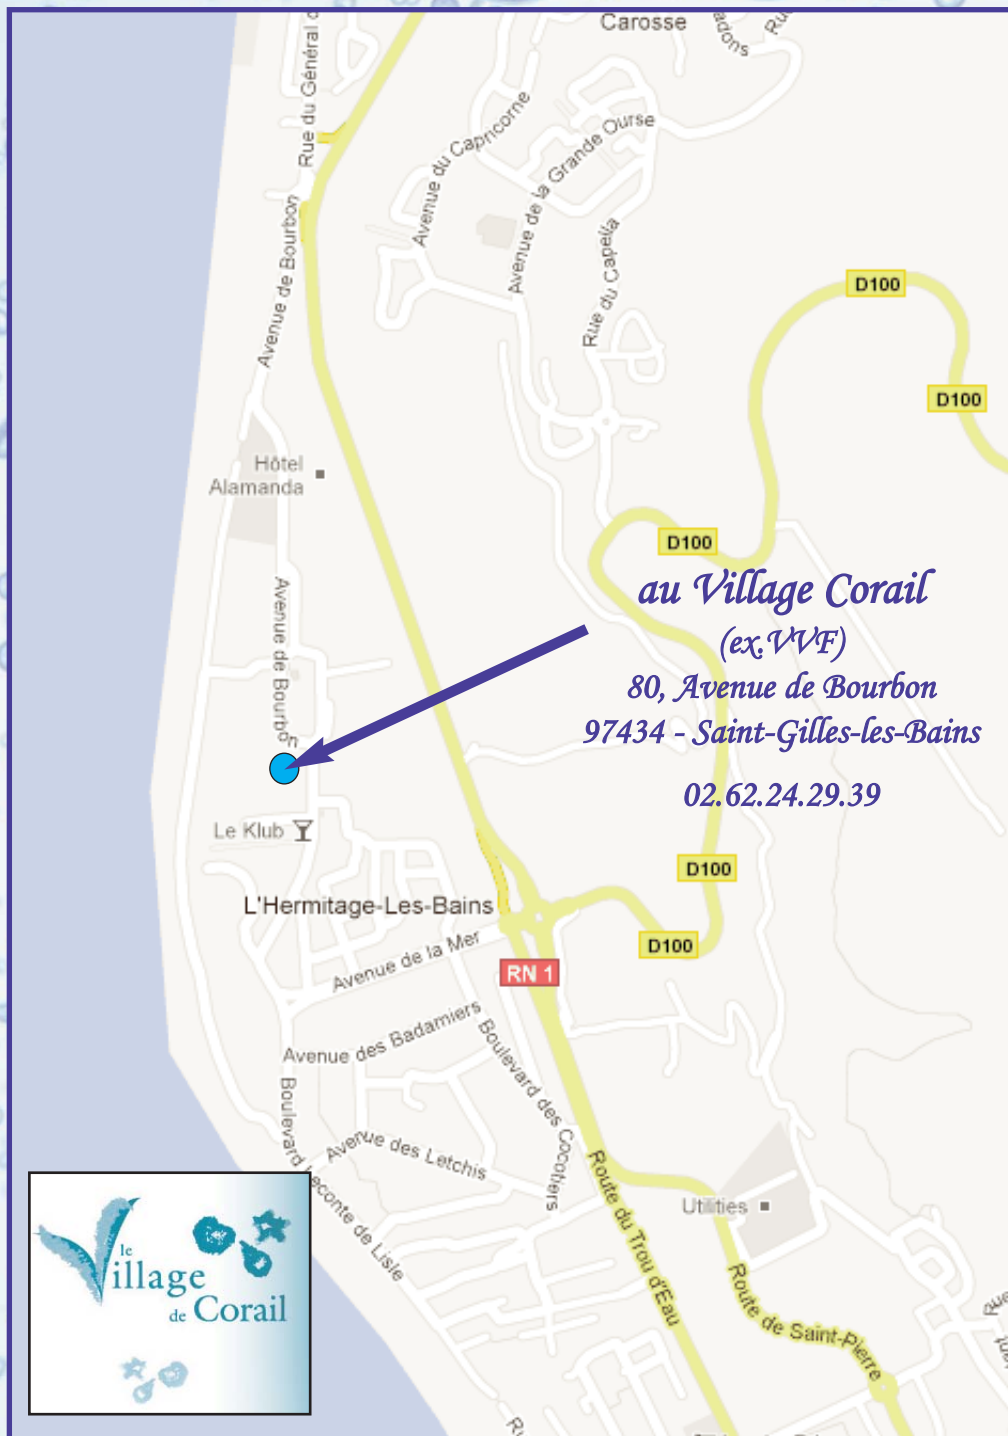 Carosse
Rue du Général
Avenue du Capricorne
Avenue de la Grande Ourse
Avenue de Bourbon
Rue du Capella
D100
D100
Hôtel
Alamanda
D100
au Village Corail
(ex.VVF)
80, Avenue de Bourbon
97434 - Saint-Gilles-les-Bains
02.62.24.29.39
Avenue de Bourbon
Le Klub
D100
L'Hermitage-Les-Bains
D100
Avenue de la Mer
RN 1
Avenue des Badamiers
Boulevard des Cocotiers
Boulevard Leconte de Lisle
Avenue des Letchis
Route du Trou d'Eau
Utilities
Route de Saint-Pierre
le
Village
de Corail